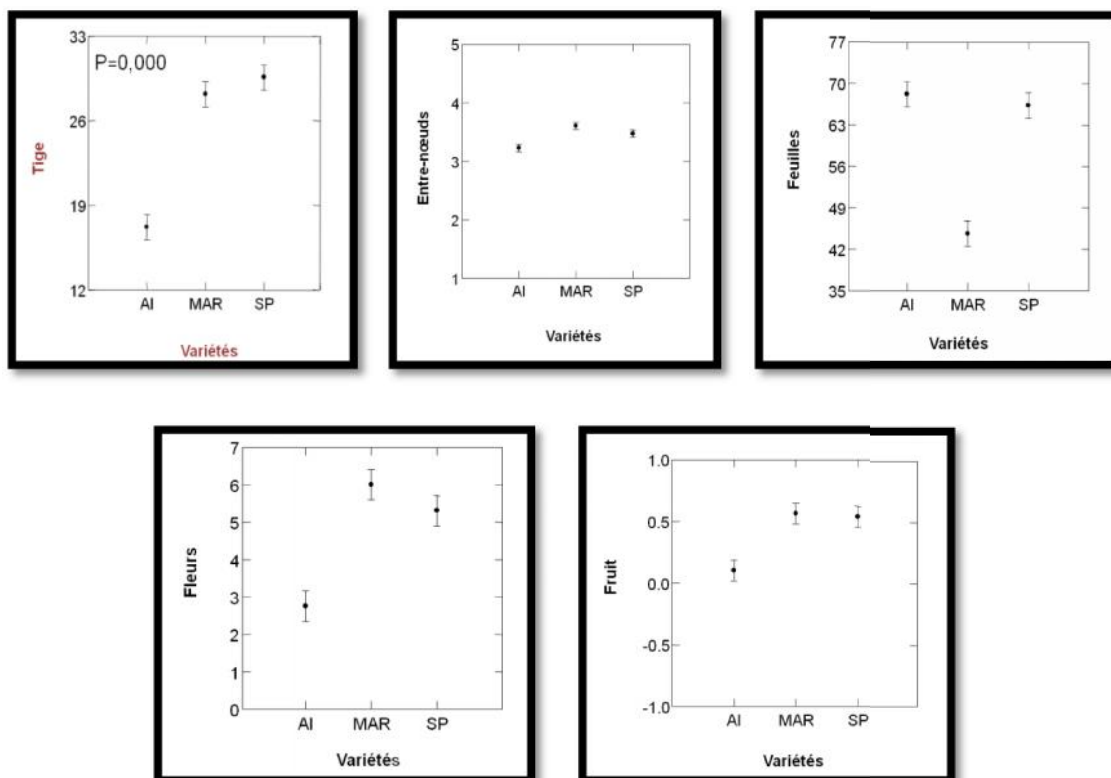 33
P=0,000
26
Tige
19
12
AI MAR SP
Variétés
5
4
Entre-nœuds
3
2
1
AI MAR SP
Variétés
77
70
63
Feuilles
56
49
42
35
AI MAR SP
Variétés
7
6
5
4
Fleurs
3
2
1
0
AI MAR SP
Variétés
1.0
0.5
Fruit
0.0
-0.5
-1.0
AI MAR SP
Variétés